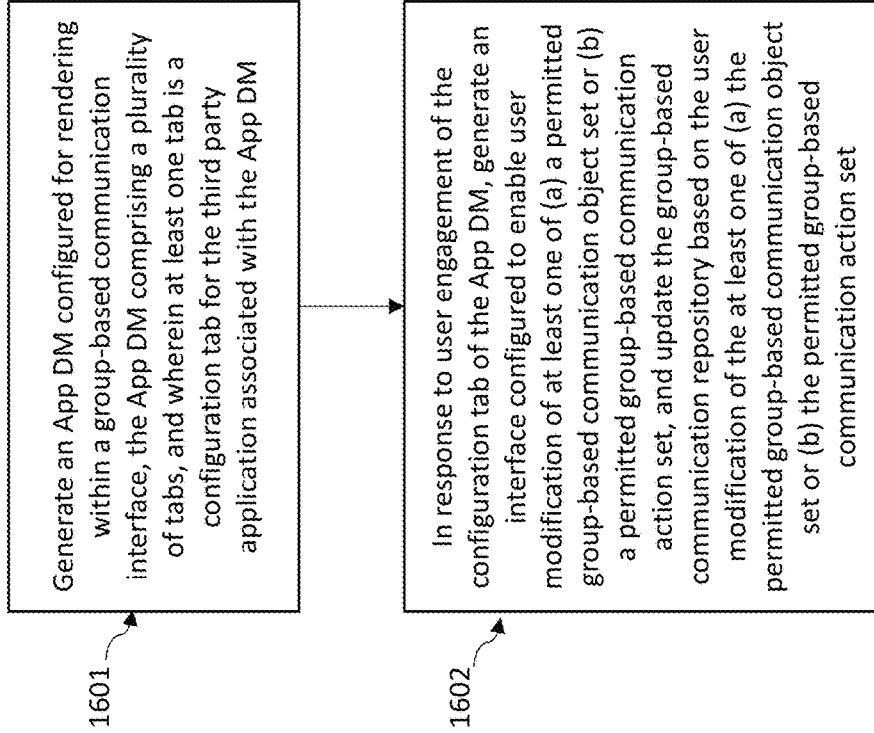 Generate an App DM configured for rendering
within a group-based communication
interface, the App DM comprising a plurality
of tabs, and wherein at least one tab is a
configuration tab for the third party
application associated with the App DM
1601
In response to user engagement of the
configuration tab of the App DM, generate an
interface configured to enable user
modification of at least one of (a) a permitted
group-based communication object set or (b)
a permitted group-based communication
action set, and update the group-based
communication repository based on the user
modification of the at least one of (a) the
permitted group-based communication object
set or (b) the permitted group-based
communication action set
1602